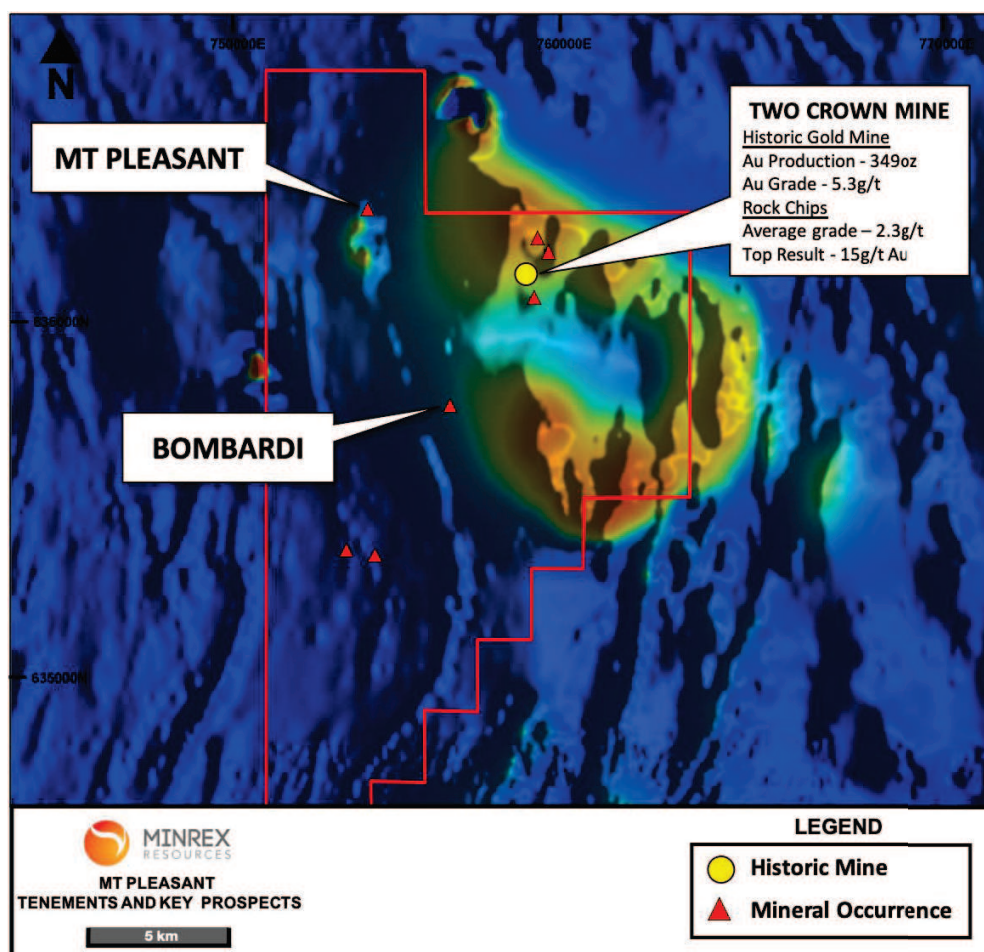 750000E
760000E
770000E
N
TWO CROWN MINE
Historic Gold Mine
Au Production - 349oz
Au Grade - 5.3g/t
Rock Chips
Average grade – 2.3g/t
Top Result - 15g/t Au
MT PLEASANT
836000N
BOMBARDI
635000N
MINREX
RESOURCES
MT PLEASANT
TENEMENTS AND KEY PROSPECTS
5 km
LEGEND
Historic Mine
Mineral Occurrence